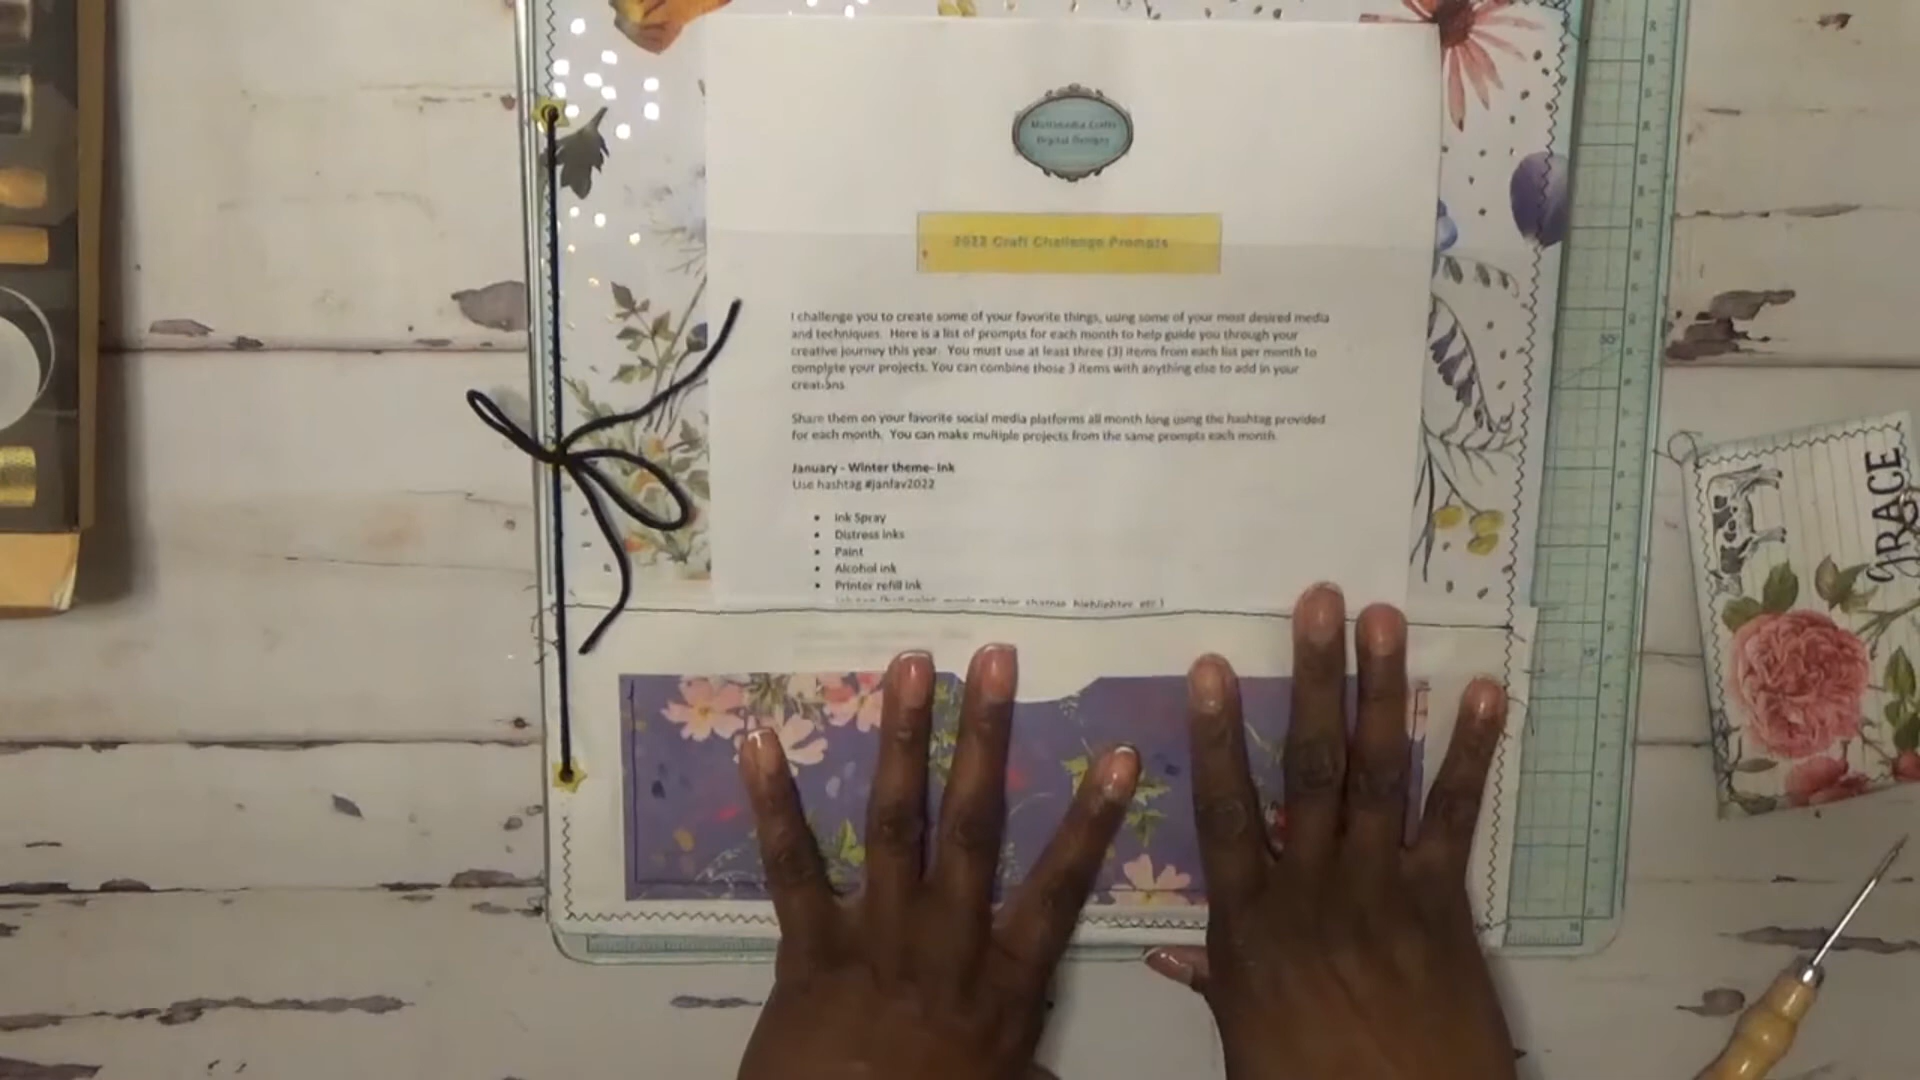 Multimedia Crafts
Digital Designs
2022 Craft Challenge Prompts
I challenge you to create some of your favorite things, using some of your most desired media
and techniques. Here is a list of prompts for each month to help guide you through your
creative journey this year. You must use at least three (3) items from each list per month to
complete your projects. You can combine those 3 items with anything else to add in your
creations
Share them on your favorite social media platforms all month long using the hashtag provided
for each month. You can make multiple projects from the same prompts each month.
January - Winter theme- Ink
Use hashtag #janfav2022
• Ink Spray
• Distress inks
• Paint
• Alcohol ink
• Printer refill ink
GRACE